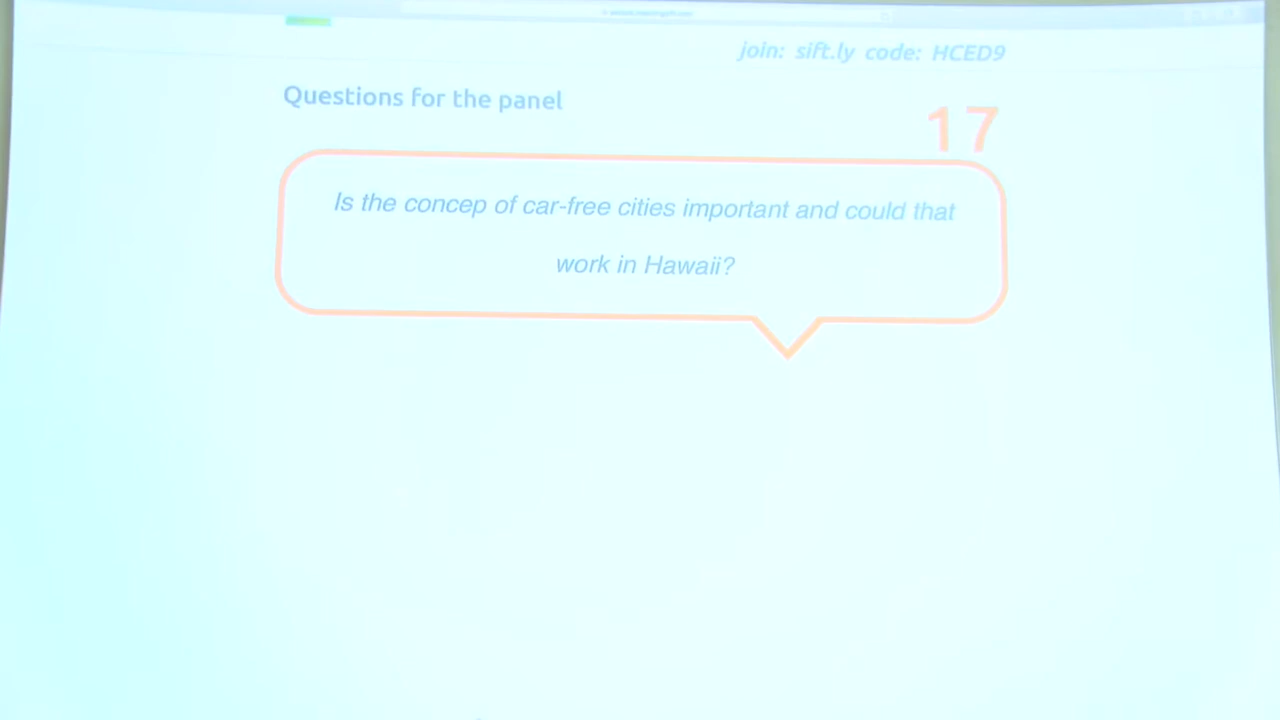 join: sift.ly code: HCED9
Questions for the panel
17
Is the concep of car-free cities important and could that
work in Hawaii?